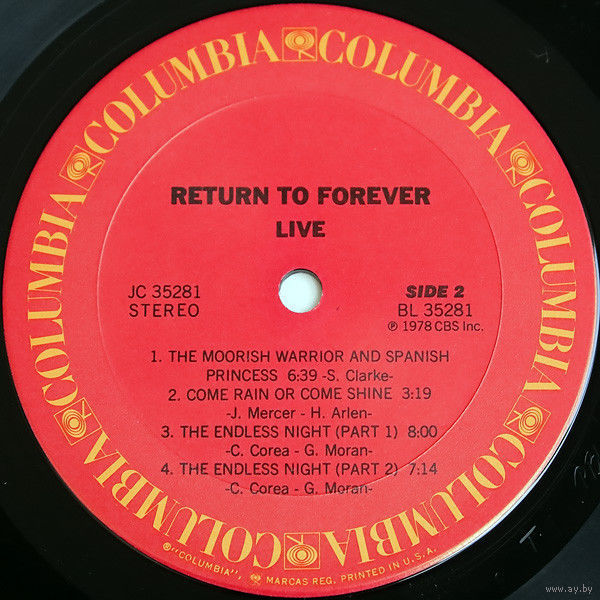 COLUMBIA COLUMBIA COLUMBIA COLUMBIA COLUMBIA COLUMBIA COLUMBIA
RETURN TO FOREVER
LIVE
JC 35281
STEREO
SIDE 2
BL 35281
℗ 1978 CBS Inc.
1. THE MOORISH WARRIOR AND SPANISH
PRINCESS 6:39 -S. Clarke-
2. COME RAIN OR COME SHINE 3:19
-J. Mercer - H. Arlen-
3. THE ENDLESS NIGHT (PART 1) 8:00
-C. Corea - G. Moran-
4. THE ENDLESS NIGHT (PART 2) 7:14
-C. Corea - G. Moran-
®"COLUMBIA", MARCAS REG. PRINTED IN U.S.A.
www.ay.by